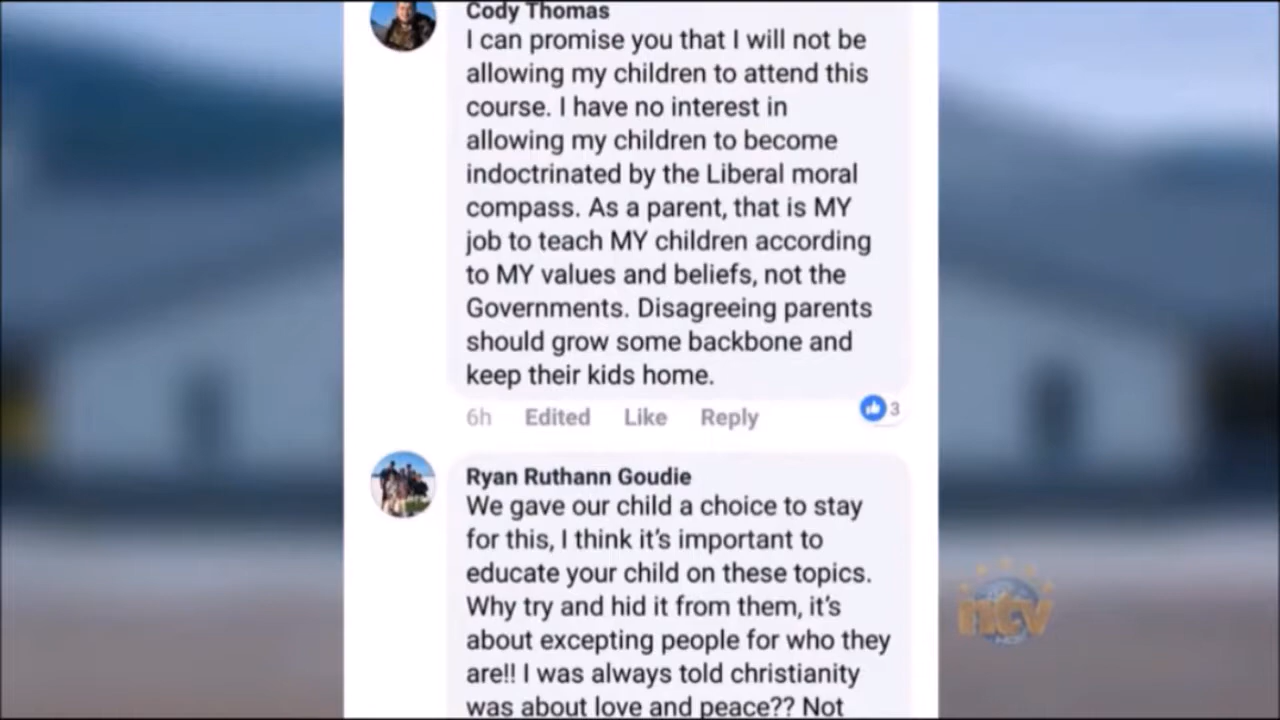 Cody Thomas
I can promise you that I will not be
allowing my children to attend this
course. I have no interest in
allowing my children to become
indoctrinated by the Liberal moral
compass. As a parent, that is MY
job to teach MY children according
to MY values and beliefs, not the
Governments. Disagreeing parents
should grow some backbone and
keep their kids home.
6h Edited Like Reply 3
Ryan Ruthann Goudie
We gave our child a choice to stay
for this, I think it's important to
educate your child on these topics.
Why try and hid it from them, it's
about excepting people for who they
are!! I was always told christianity
was about love and peace?? Not
ntv